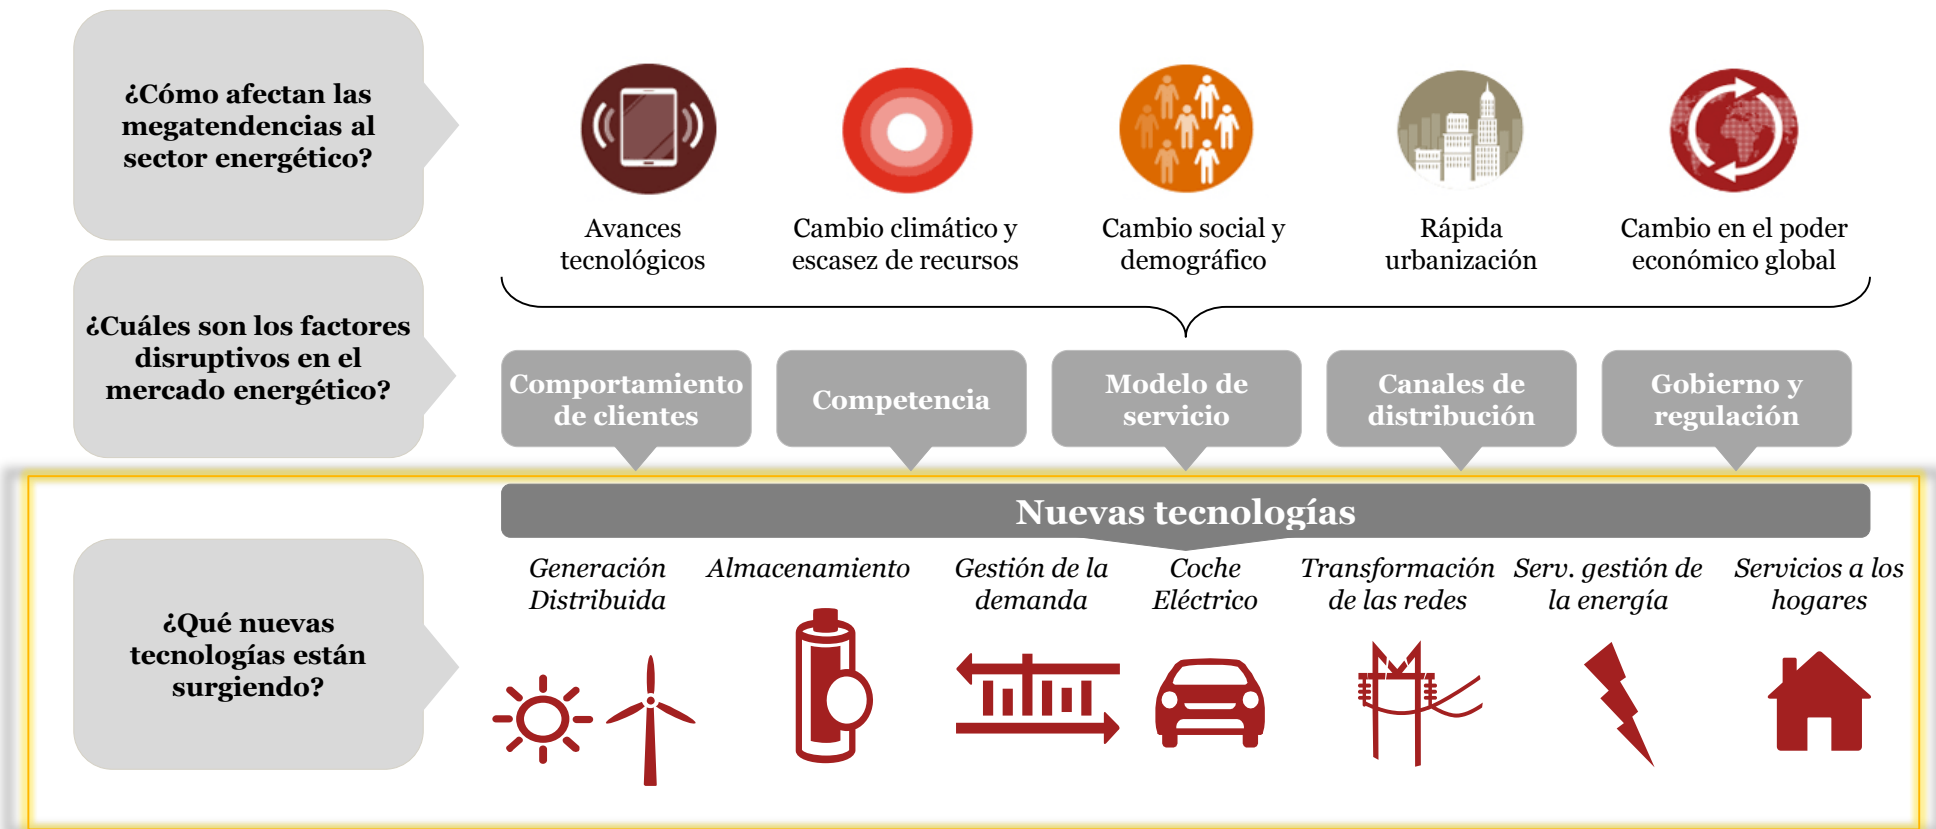 ¿Cómo afectan las
megatendencias al
sector energético?
Avances
tecnológicos
Cambio climático y
escasez de recursos
Cambio social y
demográfico
Rápida
urbanización
Cambio en el poder
económico global
¿Cuáles son los factores
disruptivos en el
mercado energético?
Comportamiento
de clientes
Competencia
Modelo de
servicio
Canales de
distribución
Gobierno y
regulación
Nuevas tecnologías
¿Qué nuevas
tecnologías están
surgiendo?
Generación
Distribuida
Almacenamiento
Gestión de la
demanda
Coche
Eléctrico
Transformación
de las redes
Serv. gestión de
la energía
Servicios a los
hogares